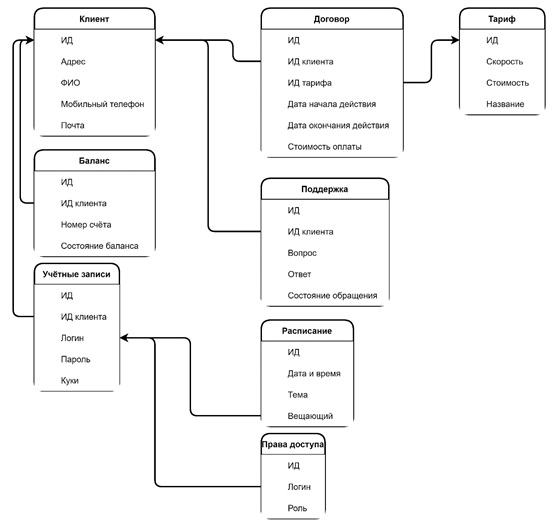 Клиент
ИД
Адрес
ФИО
Мобильный телефон
Почта
Баланс
ИД
ИД клиента
Номер счёта
Состояние баланса
Учётные записи
ИД
ИД клиента
Логин
Пароль
Куки
Договор
ИД
ИД клиента
ИД тарифа
Дата начала действия
Дата окончания действия
Стоимость оплаты
Поддержка
ИД
ИД клиента
Вопрос
Ответ
Состояние обращения
Расписание
ИД
Дата и время
Тема
Вещающий
Права доступа
ИД
Логин
Роль
Тариф
ИД
Скорость
Стоимость
Название